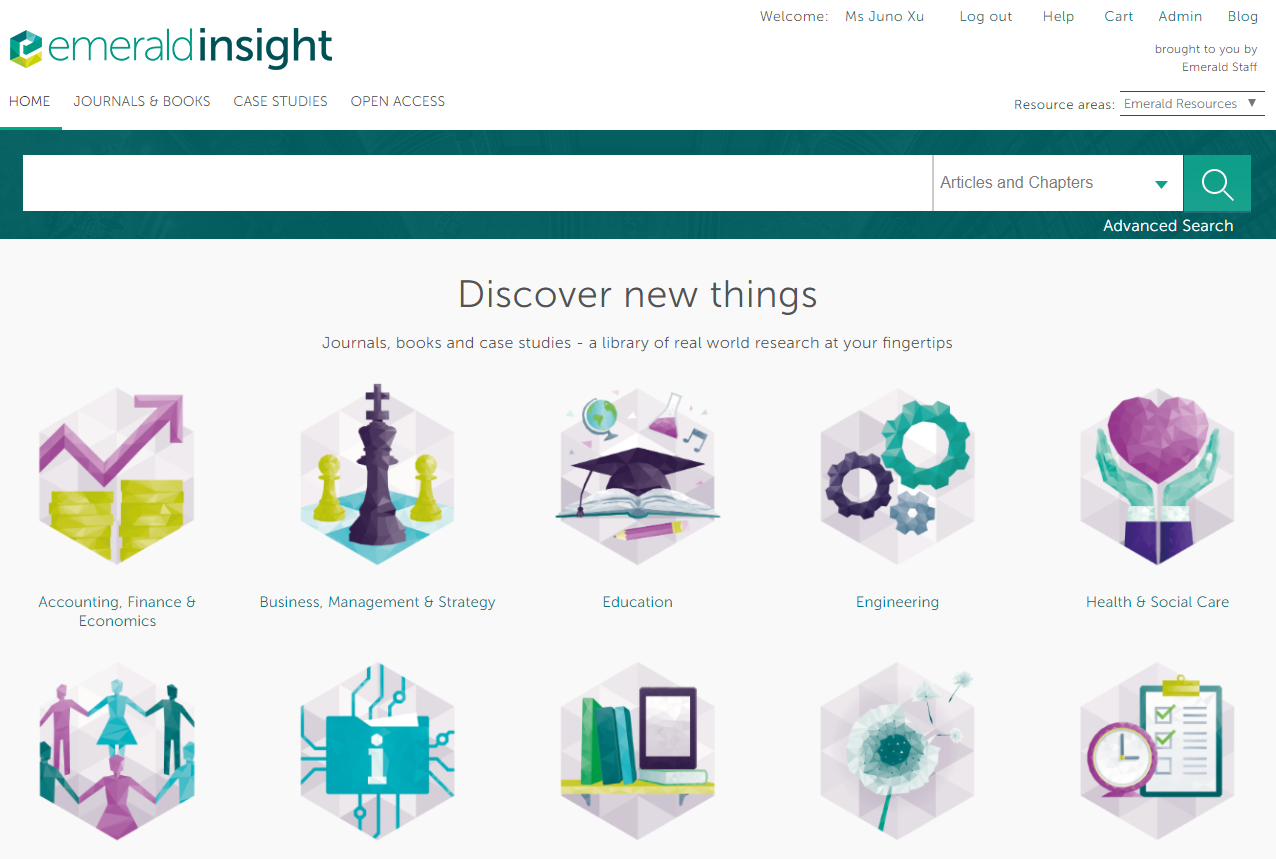 Welcome: Ms Juno Xu Log out Help Cart Admin Blog
emeraldinsight
brought to you by
Emerald Staff
HOME JOURNALS & BOOKS CASE STUDIES OPEN ACCESS
Resource areas: Emerald Resources ▼
Articles and Chapters
Advanced Search
Discover new things
Journals, books and case studies - a library of real world research at your fingertips
Accounting, Finance &
Economics
Business, Management & Strategy
Education
Engineering
Health & Social Care
i